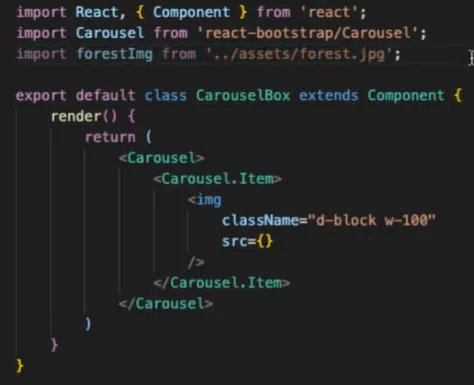 import React, { Component } from 'react';
import Carousel from 'react-bootstrap/Carousel';
import forestImg from '../assets/forest.jpg';
export default class CarouselBox extends Component {
render() {
return (
<Carousel>
<Carousel.Item>
<img
className="d-block w-100"
src={}
/>
</Carousel.Item>
</Carousel>
)
}
}